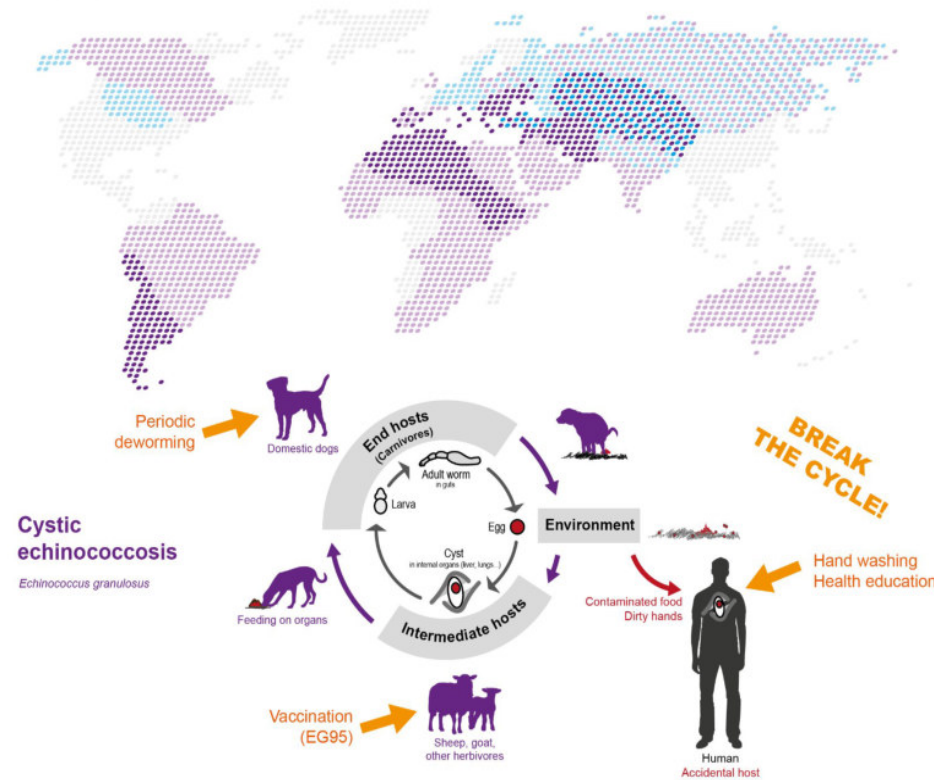 Periodic
deworming
Domestic dogs
End hosts
(Carnivores)
Adult worm
in guts
Larva
Egg
Environment
BREAK
THE CYCLE!
Cystic
echinococcosis
Echinococcus granulosus
Cyst
in internal organs (liver, lungs...)
Hand washing
Health education
Feeding on organs
Intermediate hosts
Contaminated food
Dirty hands
Vaccination
(EG95)
Sheep, goat,
other herbivores
Human
Accidental host